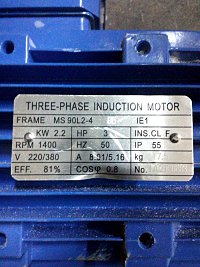 THREE-PHASE INDUCTION MOTOR
FRAME MS 90L2-4 IE1
KW 2.2 HP 3 INS.CL F
RPM 1400 HZ 50 IP 55
V 220/380 A 8.91/5.16 kg
EFF. 81% COSφ 0.8 No.